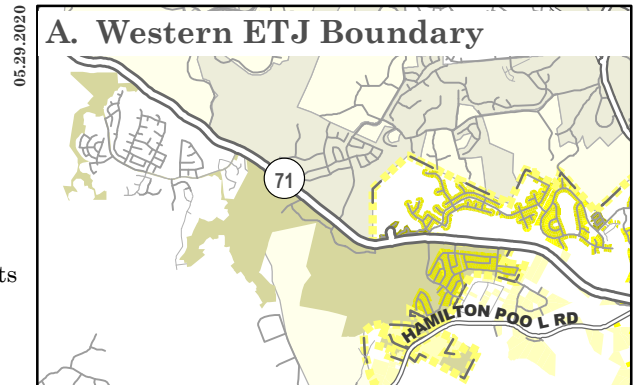 05.29.2020
A. Western ETJ Boundary
71
ts
HAMILTON POO L RD